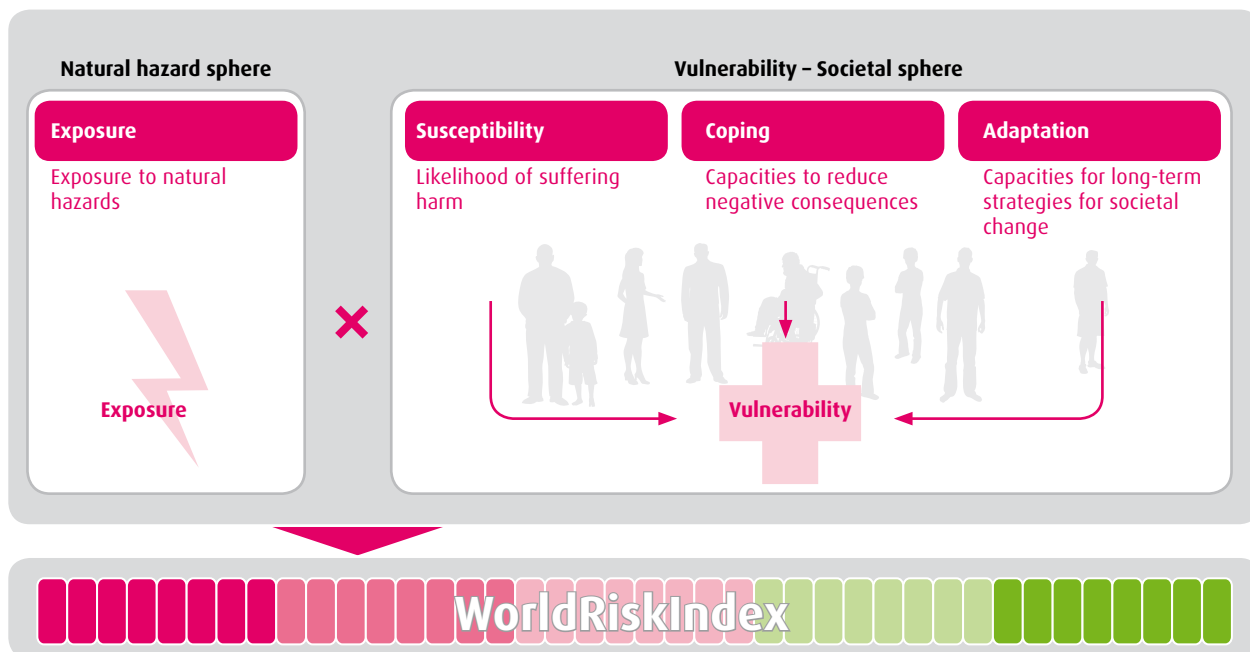 Natural hazard sphere
Exposure
Exposure to natural
hazards
Exposure
×
Vulnerability – Societal sphere
Susceptibility
Likelihood of suffering
harm
Coping
Capacities to reduce
negative consequences
Adaptation
Capacities for long-term
strategies for societal
change
Vulnerability
WorldRiskIndex